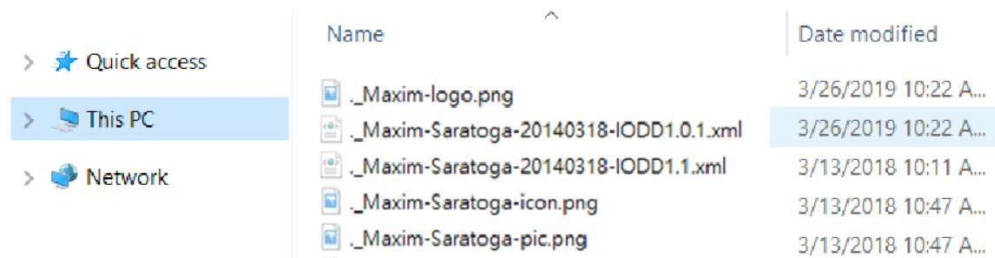 Name
Date modified
Quick access
This PC
Network
._Maxim-logo.png 3/26/2019 10:22 A...
._Maxim-Saratoga-20140318-IODD1.0.1.xml 3/26/2019 10:22 A...
._Maxim-Saratoga-20140318-IODD1.1.xml 3/13/2018 10:11 A...
._Maxim-Saratoga-icon.png 3/13/2018 10:47 A...
._Maxim-Saratoga-pic.png 3/13/2018 10:47 A...